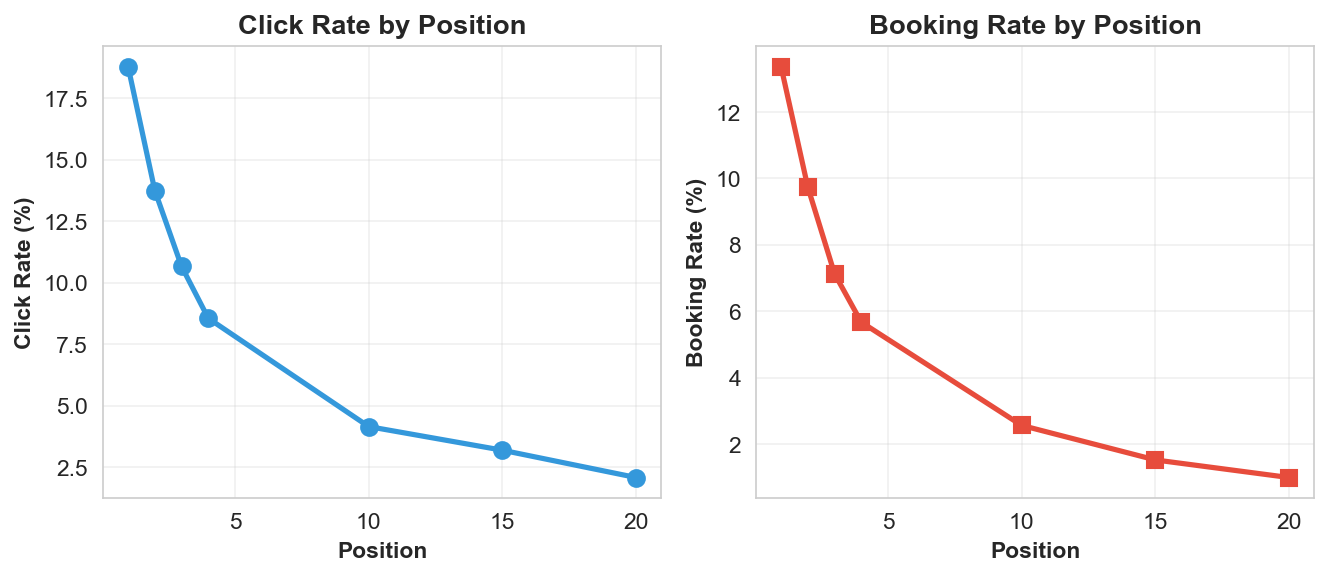 Click Rate by Position
Click Rate (%)
17.5
15.0
12.5
10.0
7.5
5.0
2.5
5 10 15 20
Position
Booking Rate by Position
Booking Rate (%)
12
10
8
6
4
2
5 10 15 20
Position